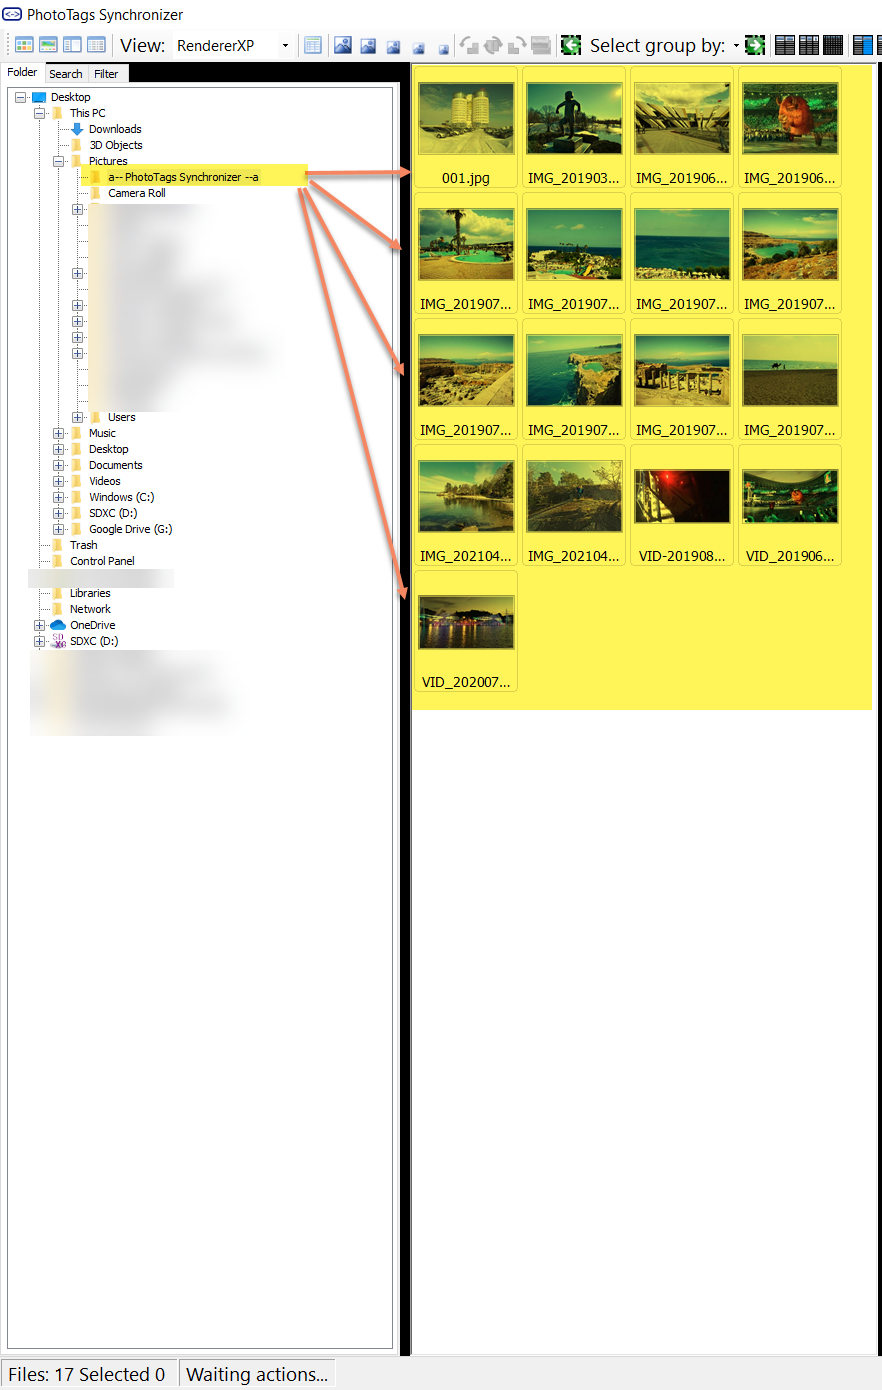 PhotoTags Synchronizer
View: RendererXP Select group by:
Folder Search Filter
Desktop
This PC
Downloads
3D Objects
Pictures
a-- PhotoTags Synchronizer --a
Camera Roll
Users
Music
Desktop
Documents
Videos
Windows (C:)
SDXC (D:)
Google Drive (G:)
Trash
Control Panel
Libraries
Network
OneDrive
SDXC (D:)
001.jpg IMG_201903... IMG_201906... IMG_201906...
IMG_201907... IMG_201907... IMG_201907... IMG_201907...
IMG_201907... IMG_201907... IMG_201907... IMG_201907...
IMG_202104... IMG_202104... VID-201908... VID_201906...
VID_202007...
Files: 17 Selected 0 Waiting actions...